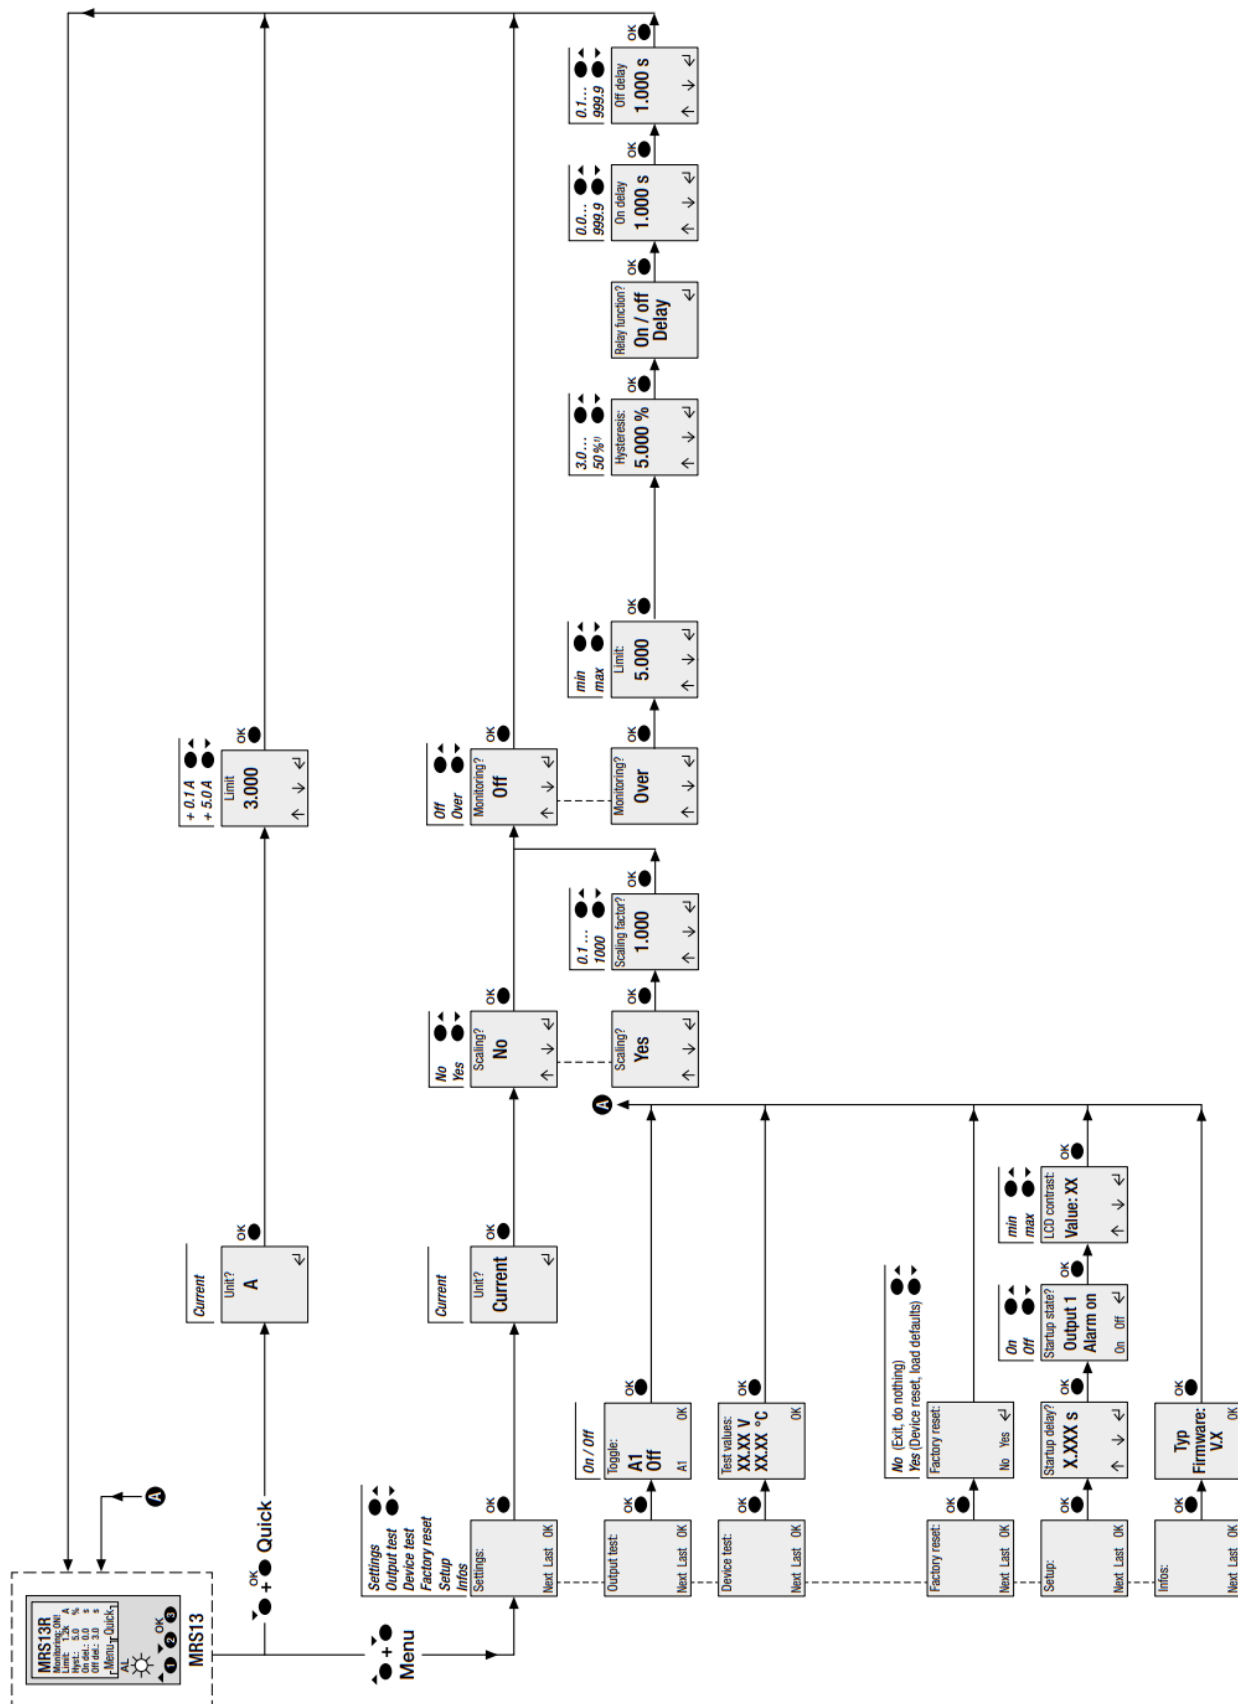 MRS13R
Monitoring: ON!
Limit: 1.2k A
Hyst.: 5.0 %
On del.: 0.0 s
Off del.: 3.0 s
Menu Quick
AL
OK
1 2 3
MRS13
A
+ OK Quick
Current
Unit?
A
OK
+ 0.1 A
+ 5.0 A
Limit
3.000
OK
+
Menu
Settings
Output test
Device test
Factory reset
Setup
Infos
Settings:
Next Last OK
OK
Current
Unit?
Current
OK
No
Yes
Scaling?
No
OK
Off
Over
Monitoring?
Off
OK
Scaling?
Yes
OK
0.1 ...
1000
Scaling factor?
1.000
OK
Monitoring?
Over
OK
min
max
Limit:
5.000
OK
3.0...
50 %¹⁾
Hysteresis:
5.000 %
OK
Relay function?
On / off
Delay
OK
0.0...
999.9
On delay
1.000 s
OK
0.1...
999.9
Off delay
1.000 s
OK
Output test:
Next Last OK
OK
On / Off
Toggle:
A1
Off
A1 OK
OK
A
Device test:
Next Last OK
OK
Test values:
XX.XX V
XX.XX °C
OK
OK
Factory reset:
Next Last OK
OK
No (Exit, do nothing)
Yes (Device reset, load defaults)
Factory reset:
No Yes
Setup:
Next Last OK
OK
Startup delay?
X.XXX s
OK
On
Off
Startup state?
Output 1
Alarm on
On Off
OK
min
max
LCD contrast:
Value: XX
OK
Infos:
Next Last OK
OK
Typ
Firmware:
V.X
OK
OK